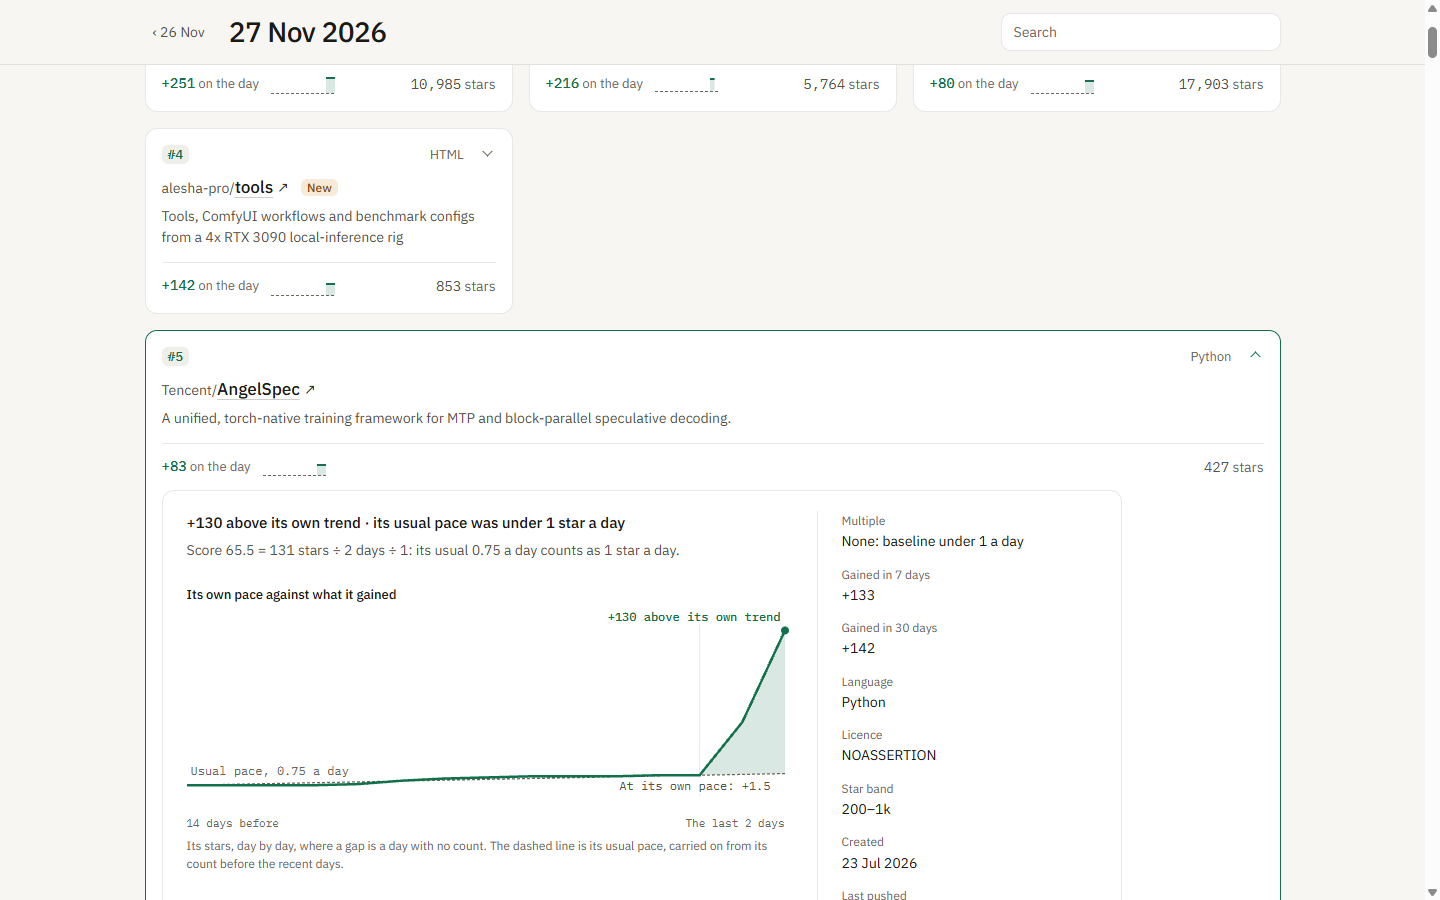 ‹ 26 Nov
27 Nov 2026
Search
+251 on the day
10,985 stars
+216 on the day
5,764 stars
+80 on the day
17,903 stars
#4
HTML
alesha-pro/tools ↗
New
Tools, ComfyUI workflows and benchmark configs
from a 4x RTX 3090 local-inference rig
+142 on the day
853 stars
#5
Python
Tencent/AngelSpec ↗
A unified, torch-native training framework for MTP and block-parallel speculative decoding.
+83 on the day
427 stars
+130 above its own trend · its usual pace was under 1 star a day
Score 65.5 = 131 stars ÷ 2 days ÷ 1: its usual 0.75 a day counts as 1 star a day.
Its own pace against what it gained
+130 above its own trend
Usual pace, 0.75 a day
At its own pace: +1.5
14 days before
The last 2 days
Its stars, day by day, where a gap is a day with no count. The dashed line is its usual pace, carried on from its
count before the recent days.
Multiple
None: baseline under 1 a day
Gained in 7 days
+133
Gained in 30 days
+142
Language
Python
Licence
NOASSERTION
Star band
200–1k
Created
23 Jul 2026
Last pushed